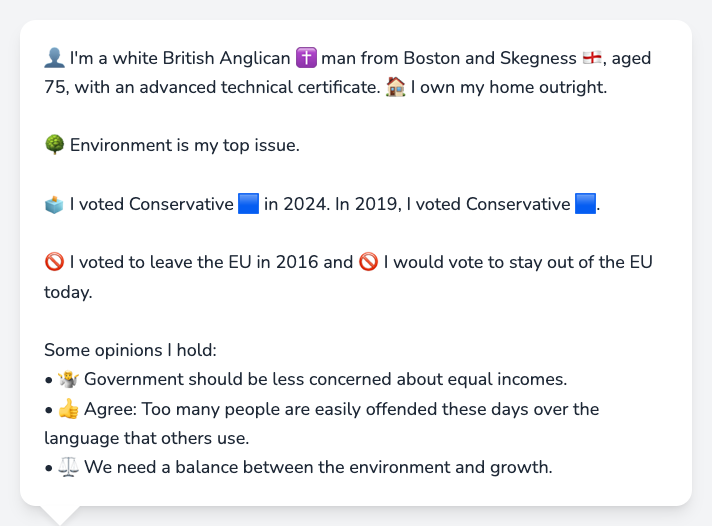 👤 I'm a white British Anglican ✝️ man from Boston and Skegness 🏴󠁧󠁢󠁥󠁮󠁧󠁿, aged
75, with an advanced technical certificate. 🏠 I own my home outright.
🌳 Environment is my top issue.
🗳️ I voted Conservative 🟦 in 2024. In 2019, I voted Conservative 🟦.
🚫 I voted to leave the EU in 2016 and 🚫 I would vote to stay out of the EU
today.
Some opinions I hold:
• 🤷 Government should be less concerned about equal incomes.
• 👍 Agree: Too many people are easily offended these days over the
language that others use.
• ⚖️ We need a balance between the environment and growth.